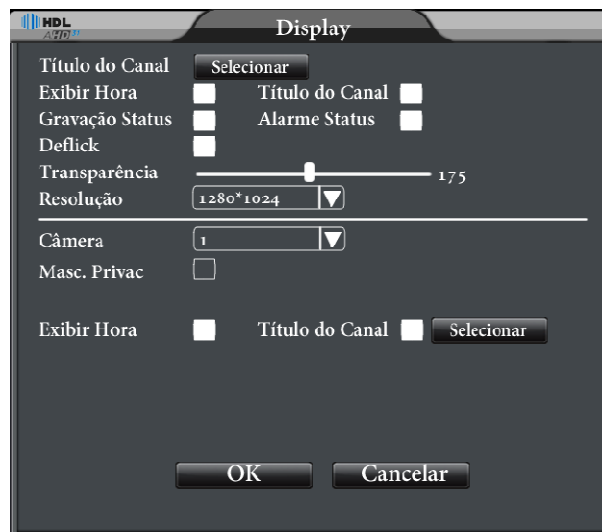 HDL
AHD
Display
Título do Canal Selecionar
Exibir Hora Título do Canal
Gravação Status Alarme Status
Deflick
Transparência 175
Resolução 1280*1024
Câmera 1
Masc. Privac
Exibir Hora Título do Canal Selecionar
OK Cancelar